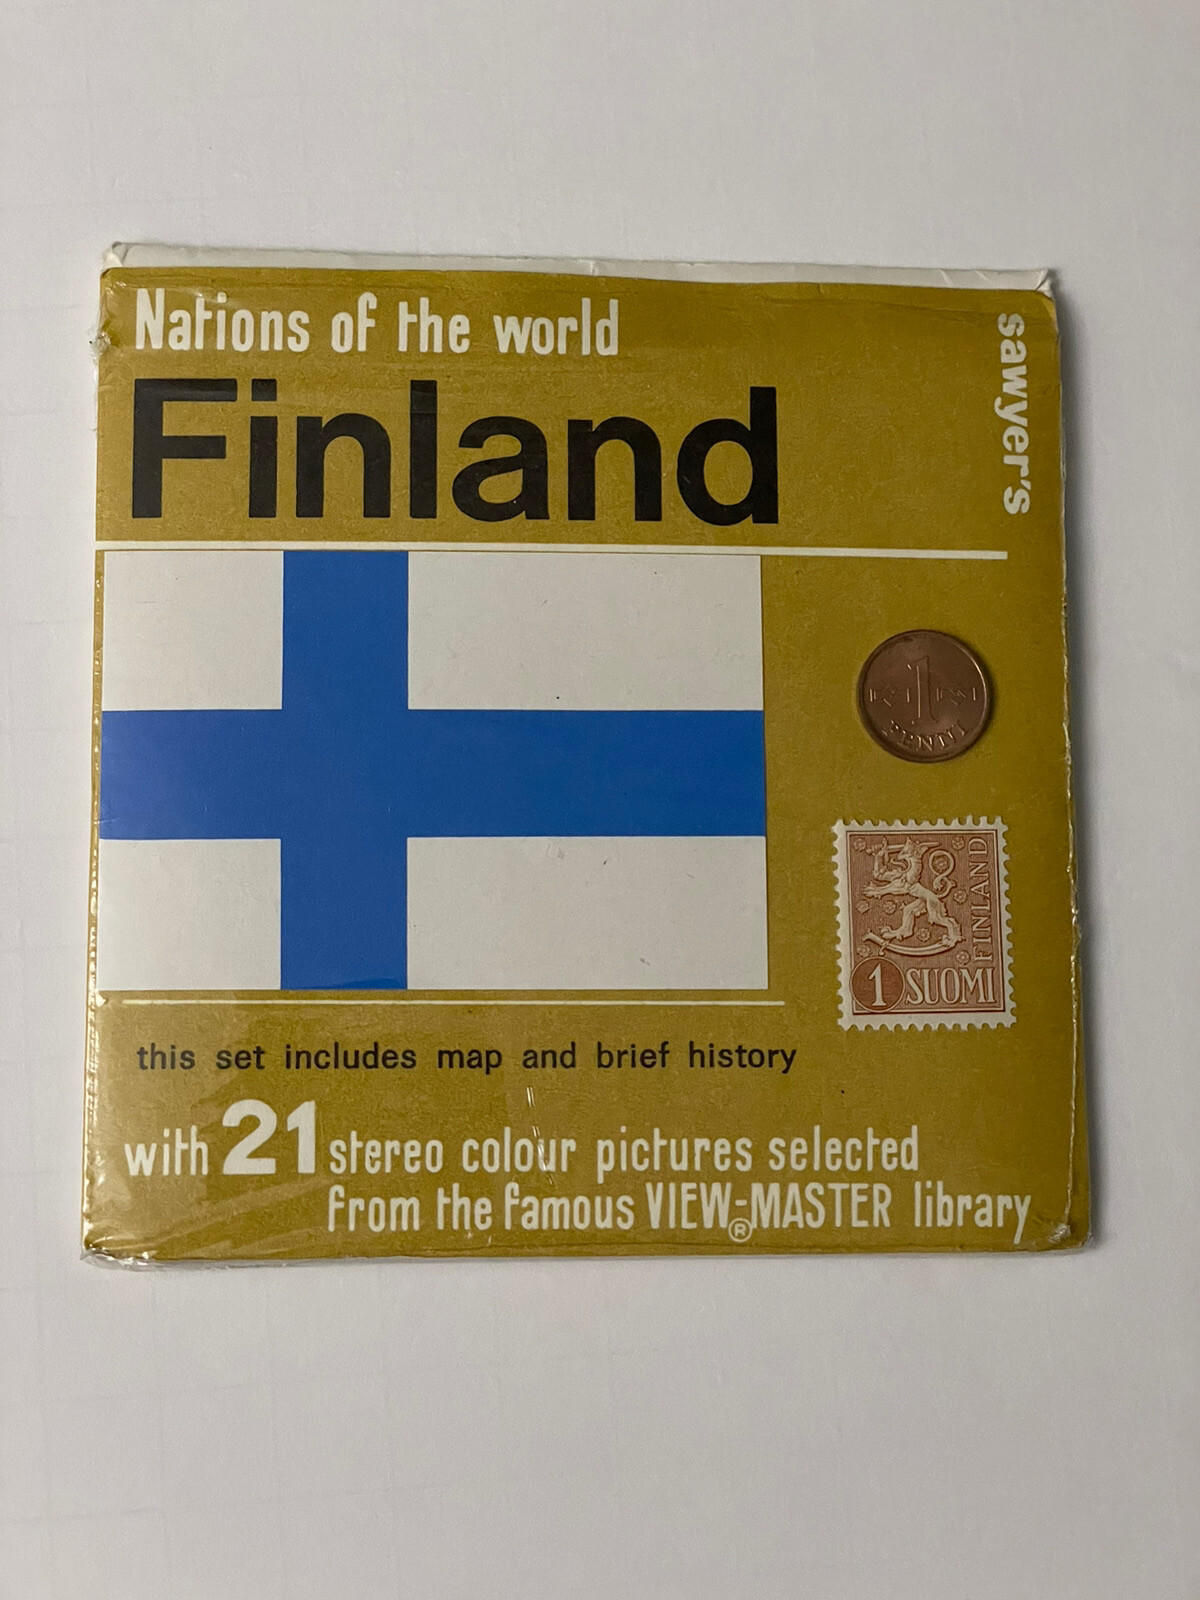 Nations of the world
sawyer's
Finland
1
PENNI
FINLAND
1 SUOMI
this set includes map and brief history
with 21 stereo colour pictures selected
from the famous VIEW-MASTER library
®